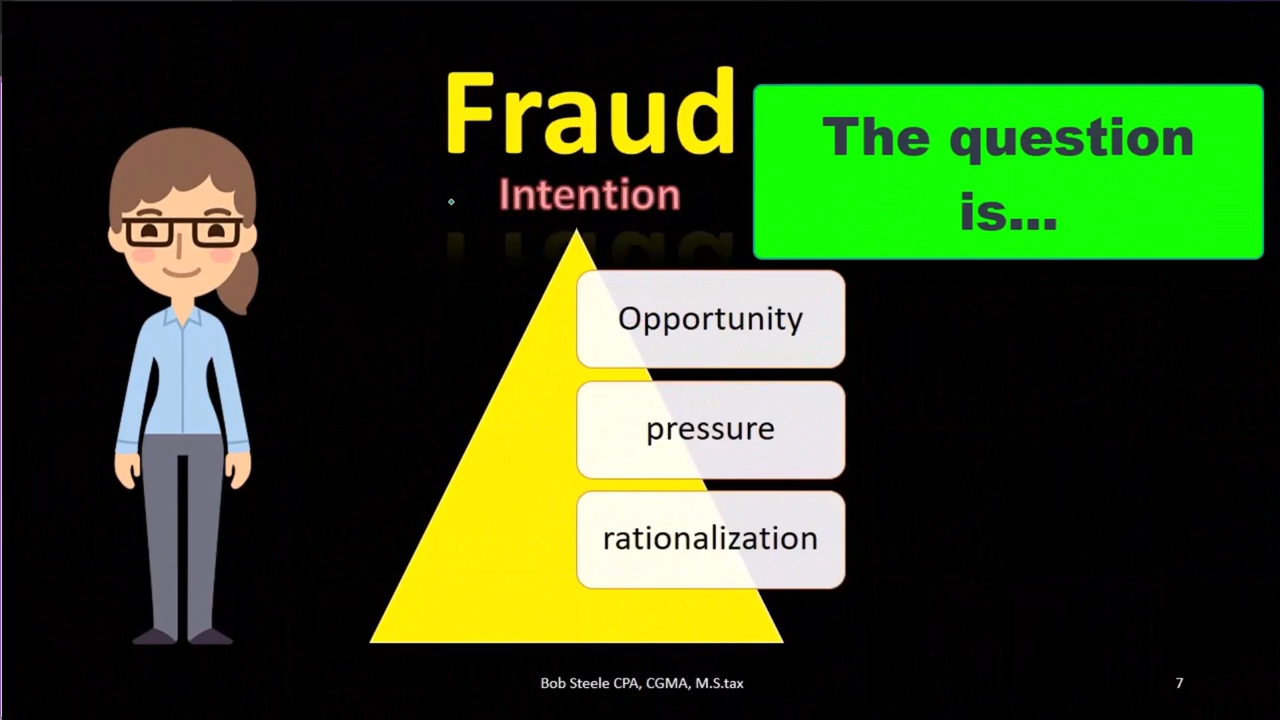 Fraud
Intention
The question
is...
Opportunity
pressure
rationalization
Bob Steele CPA, CGMA, M.S.tax
7